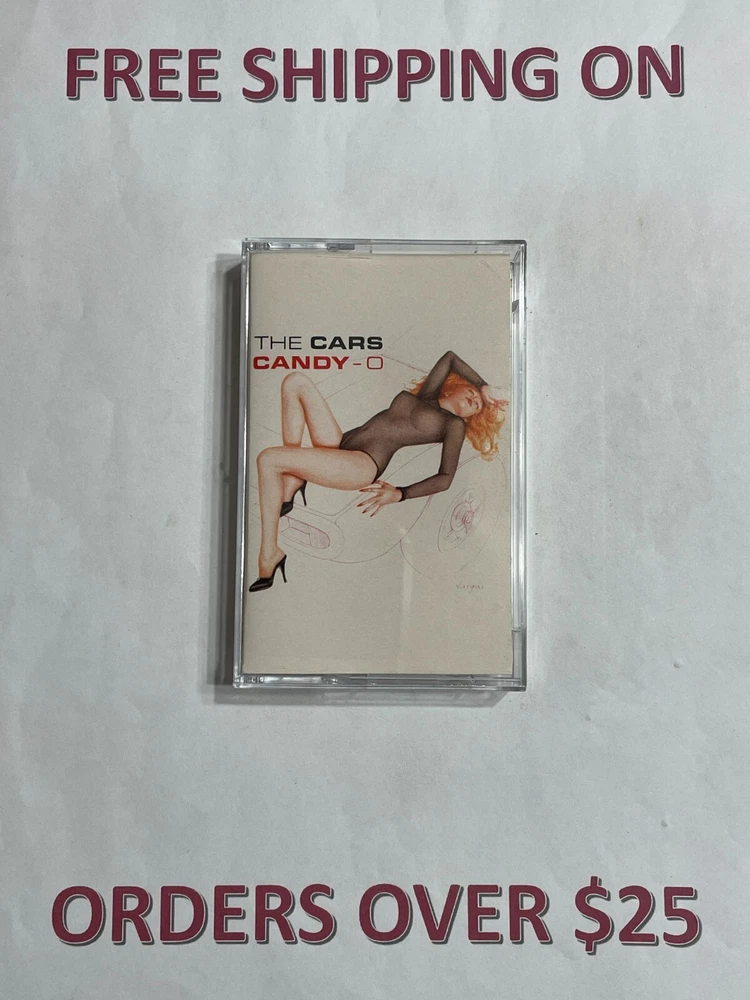 FREE SHIPPING ON
THE CARS
CANDY-O
ORDERS OVER $25